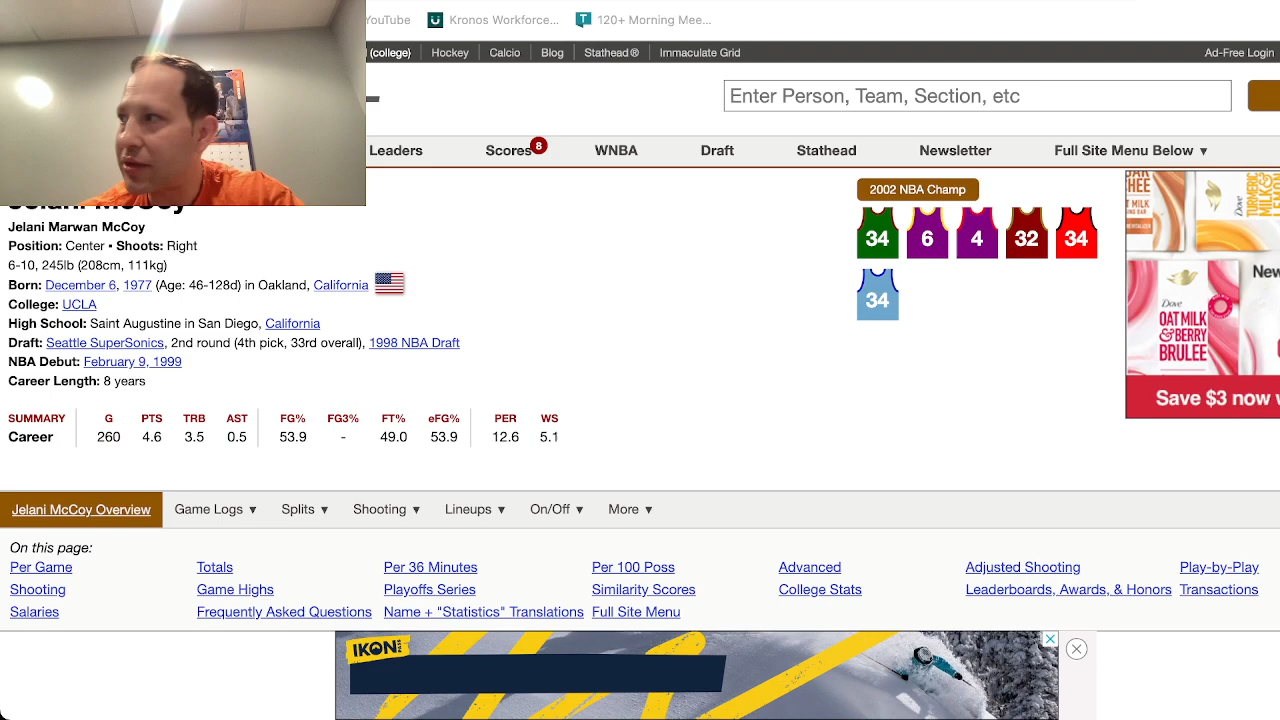 YouTube Kronos Workforce... 120+ Morning Mee...
(college) Hockey Calcio Blog Stathead® Immaculate Grid Ad-Free Login
Enter Person, Team, Section, etc
Leaders Scores 8 WNBA Draft Stathead Newsletter Full Site Menu Below ▼
Jelani McCoy
2002 NBA Champ
34 6 4 32 34
34
Jelani Marwan McCoy
Position: Center ▪ Shoots: Right
6-10, 245lb (208cm, 111kg)
Born: December 6, 1977 (Age: 46-128d) in Oakland, California
College: UCLA
High School: Saint Augustine in San Diego, California
Draft: Seattle SuperSonics, 2nd round (4th pick, 33rd overall), 1998 NBA Draft
NBA Debut: February 9, 1999
Career Length: 8 years
SUMMARY G PTS TRB AST FG% FG3% FT% eFG% PER WS
Career 260 4.6 3.5 0.5 53.9 - 49.0 53.9 12.6 5.1
Jelani McCoy Overview Game Logs ▼ Splits ▼ Shooting ▼ Lineups ▼ On/Off ▼ More ▼
On this page:
Per Game Totals Per 36 Minutes Per 100 Poss Advanced Adjusted Shooting Play-by-Play
Shooting Game Highs Playoffs Series Similarity Scores College Stats Leaderboards, Awards, & Honors Transactions
Salaries Frequently Asked Questions Name + "Statistics" Translations Full Site Menu
TURMERIC
MILK &
Dove
New
Dove
OAT MILK
& BERRY
BRULEE
Save $3 now
IKON
PASS